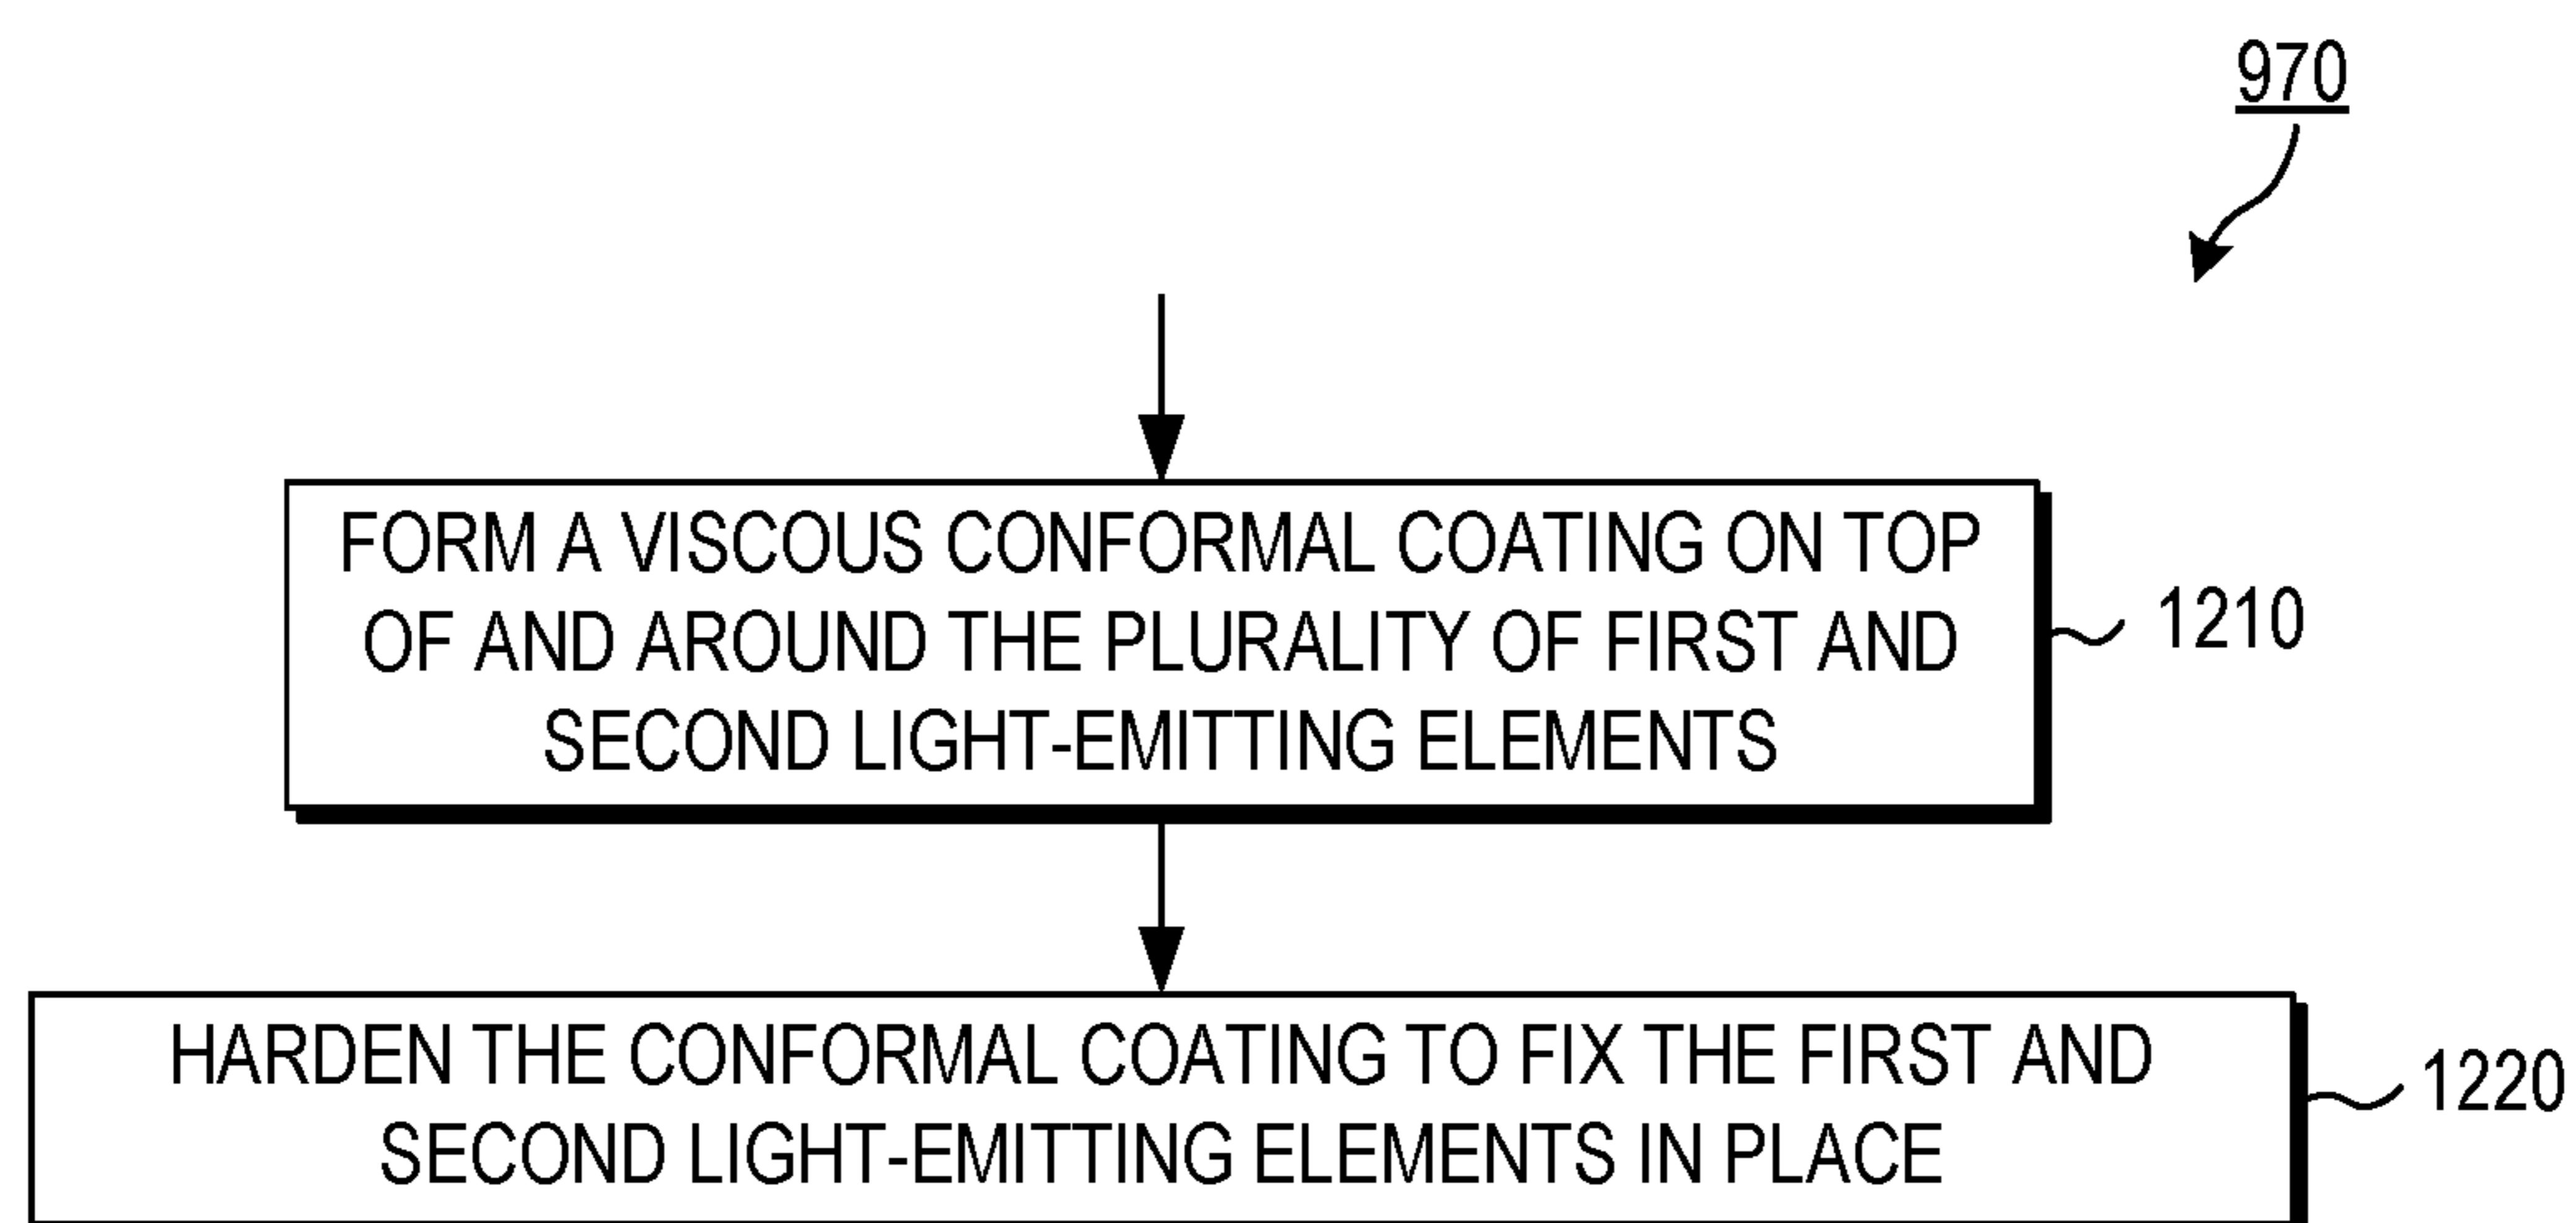 970
FORM A VISCOUS CONFORMAL COATING ON TOP
OF AND AROUND THE PLURALITY OF FIRST AND
SECOND LIGHT-EMITTING ELEMENTS
1210
HARDEN THE CONFORMAL COATING TO FIX THE FIRST AND
SECOND LIGHT-EMITTING ELEMENTS IN PLACE
1220